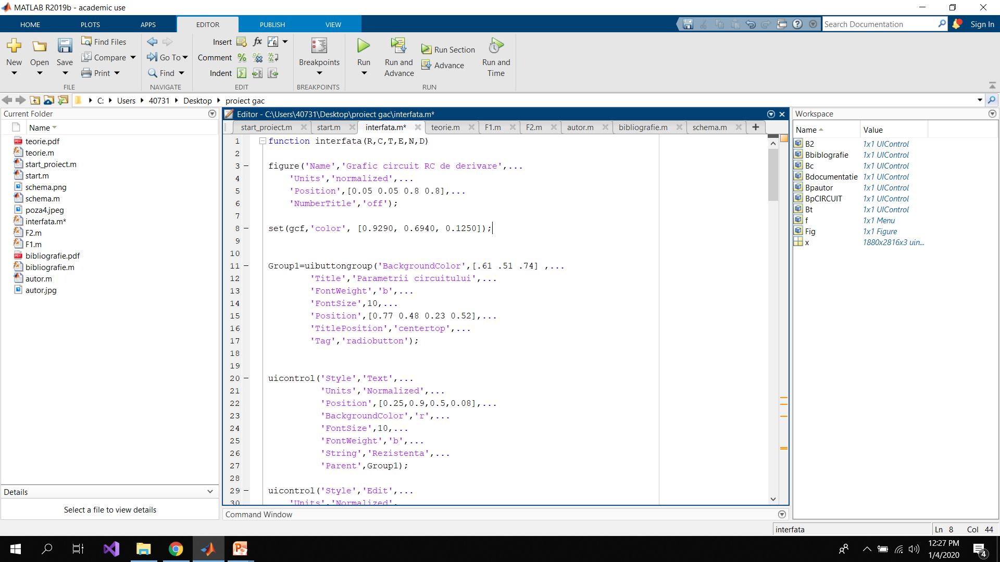 MATLAB R2019b - academic use
HOME PLOTS APPS EDITOR PUBLISH VIEW
Search Documentation
Sign In
New
Open
Save
Find Files
Compare
Print
FILE
Go To
Find
NAVIGATE
Insert
Comment
Indent
EDIT
Breakpoints
BREAKPOINTS
Run
Run and
Advance
Run Section
Advance
Run and
Time
RUN
C: Users 40731 Desktop proiect gac
Current Folder
Name
teorie.pdf
teorie.m
start_proiect.m
start.m
schema.png
schema.m
poza4.jpeg
interfata.m*
F2.m
F1.m
bibliografie.pdf
bibliografie.m
autor.m
autor.jpg
Details
Select a file to view details
Editor - C:\Users\40731\Desktop\proiect gac\interfata.m*
start_proiect.m start.m interfata.m* teorie.m F1.m F2.m autor.m bibliografie.m schema.m
1 function interfata(R,C,T,E,N,D)
2
3 figure('Name','Grafic circuit RC de derivare',...
4 'Units','normalized',...
5 'Position',[0.05 0.05 0.8 0.8],...
6 'NumberTitle','off');
7
8 set(gcf,'color', [0.9290, 0.6940, 0.1250]);
9
10
11 Group1=uibuttongroup('BackgroundColor',[.61 .51 .74] ,...
12 'Title','Parametrii circuitului',...
13 'FontWeight','b',...
14 'FontSize',10,...
15 'Position',[0.77 0.48 0.23 0.52],...
16 'TitlePosition','centertop',...
17 'Tag','radiobutton');
18
19
20 uicontrol('Style','Text',...
21 'Units','Normalized',...
22 'Position',[0.25,0.9,0.5,0.08],...
23 'BackgroundColor','r',...
24 'FontSize',10,...
25 'FontWeight','b',...
26 'String','Rezistenta',...
27 'Parent',Group1);
28
29 uicontrol('Style','Edit',...
30 'Units','Normalized',
Command Window
Workspace
Name Value
B2 1x1 UIControl
Bbiblografie 1x1 UIControl
Bc 1x1 UIControl
Bdocumentatie 1x1 UIControl
Bpautor 1x1 UIControl
BpCIRCUIT 1x1 UIControl
Bt 1x1 UIControl
f 1x1 Menu
Fig 1x1 Figure
x 1880x2816x3 uin...
interfata
Ln 8 Col 44
12:27 PM
1/4/2020
4